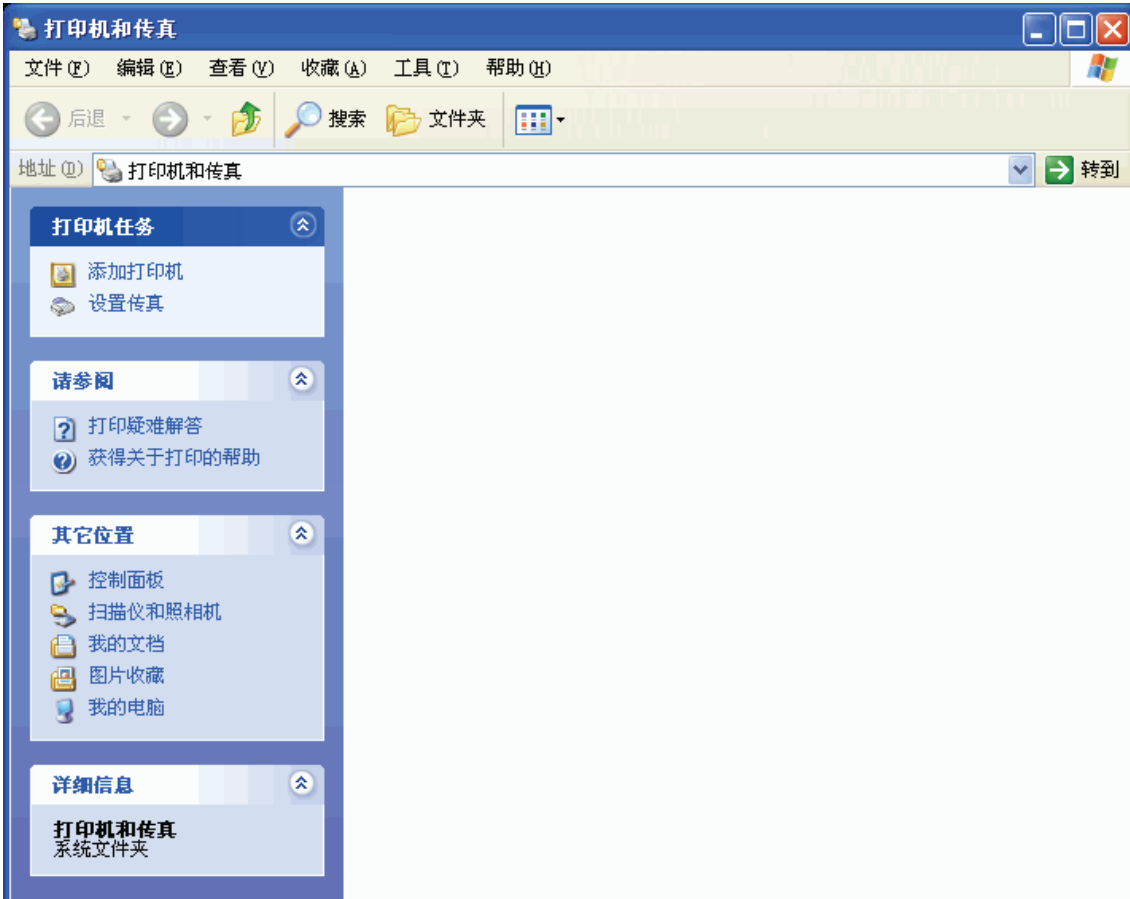 打印机和传真
文件(F) 编辑(E) 查看(V) 收藏(A) 工具(T) 帮助(H)
后退 搜索 文件夹
地址(D) 打印机和传真 转到
打印机任务
添加打印机
设置传真
请参阅
打印疑难解答
获得关于打印的帮助
其它位置
控制面板
扫描仪和照相机
我的文档
图片收藏
我的电脑
详细信息
打印机和传真
系统文件夹